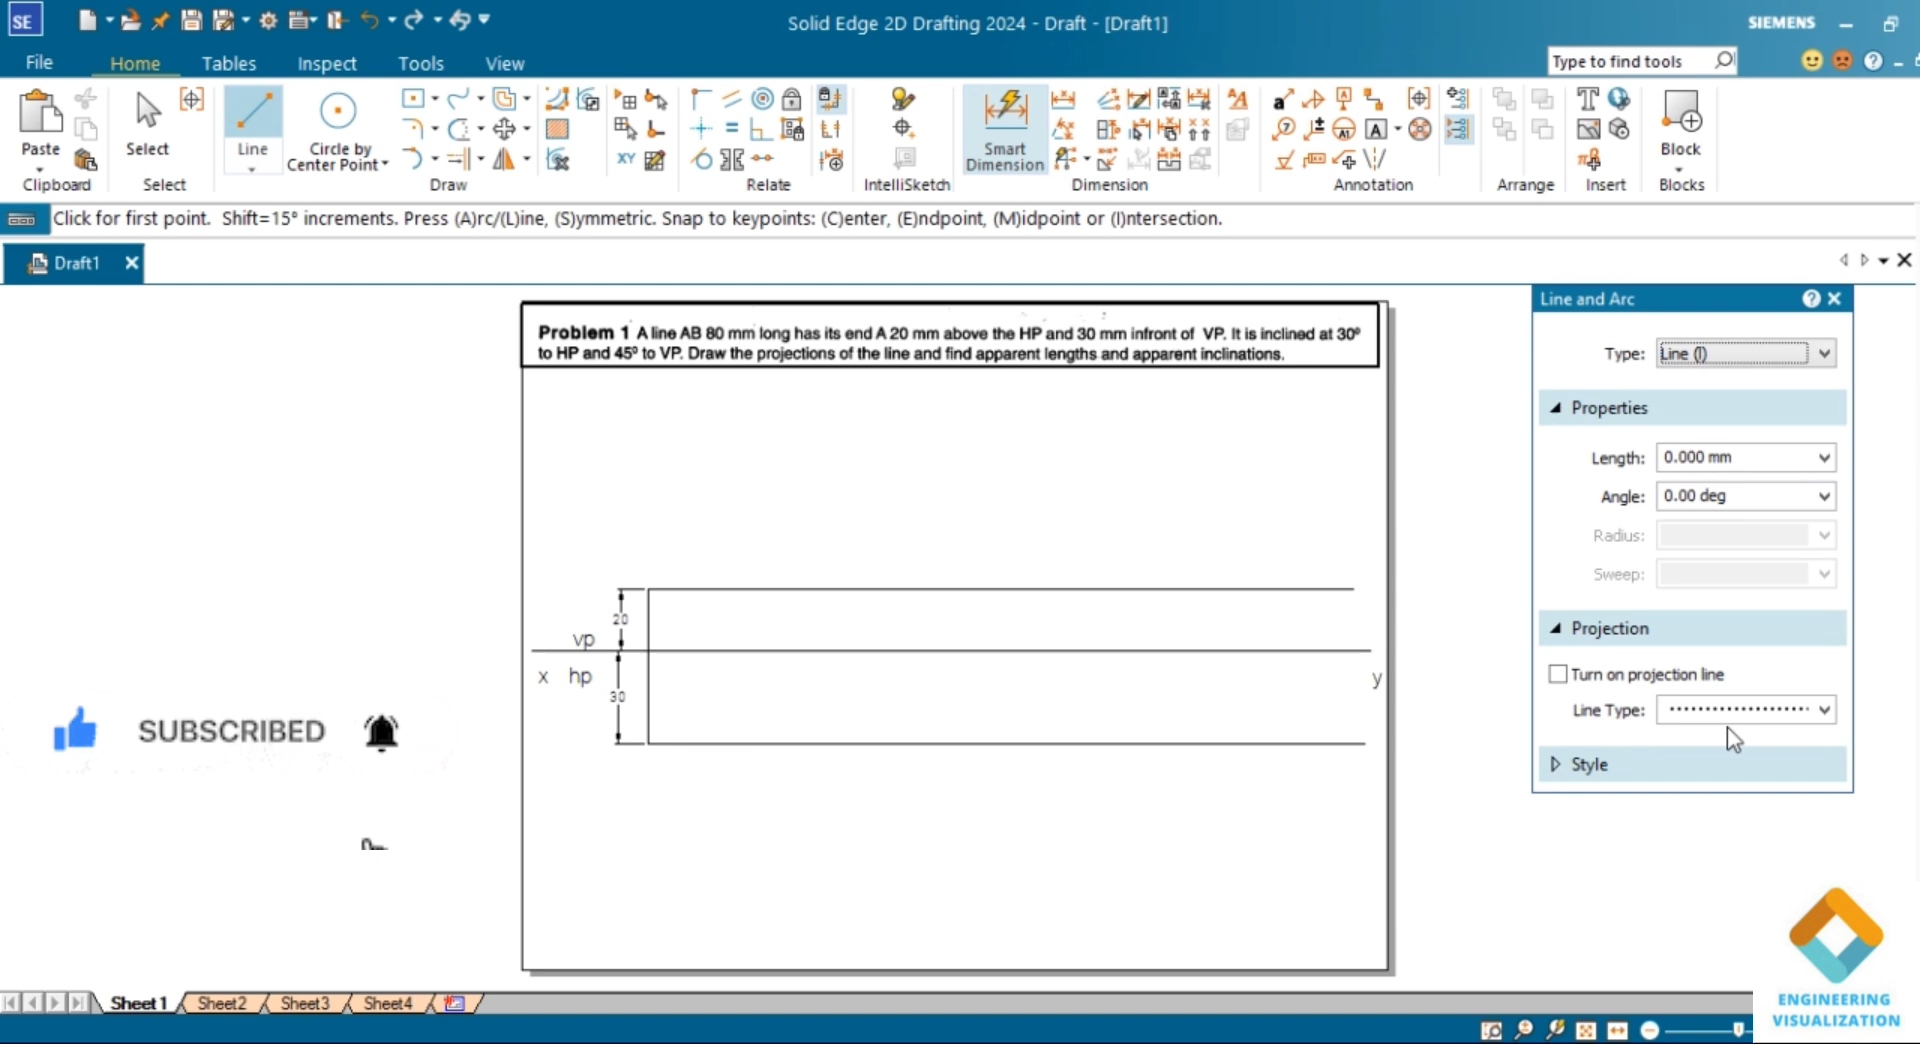 SE
Solid Edge 2D Drafting 2024 - Draft - [Draft1]
SIEMENS
File
Home
Tables
Inspect
Tools
View
Type to find tools
Paste
Clipboard
Select
Select
Line
Circle by
Center Point
Draw
XY
Relate
IntelliSketch
Smart
Dimension
Dimension
Annotation
Arrange
Insert
Block
Blocks
Click for first point. Shift=15° increments. Press (A)rc/(L)ine, (S)ymmetric. Snap to keypoints: (C)enter, (E)ndpoint, (M)idpoint or (I)ntersection.
Draft1
Problem 1 A line AB 80 mm long has its end A 20 mm above the HP and 30 mm infront of VP. It is inclined at 30º
to HP and 45º to VP. Draw the projections of the line and find apparent lengths and apparent inclinations.
20
vp
x hp
30
y
SUBSCRIBED
Line and Arc
Type: Line (l)
Properties
Length: 0.000 mm
Angle: 0.00 deg
Radius:
Sweep:
Projection
Turn on projection line
Line Type:
Style
Sheet1
Sheet2
Sheet3
Sheet4
ENGINEERING
VISUALIZATION